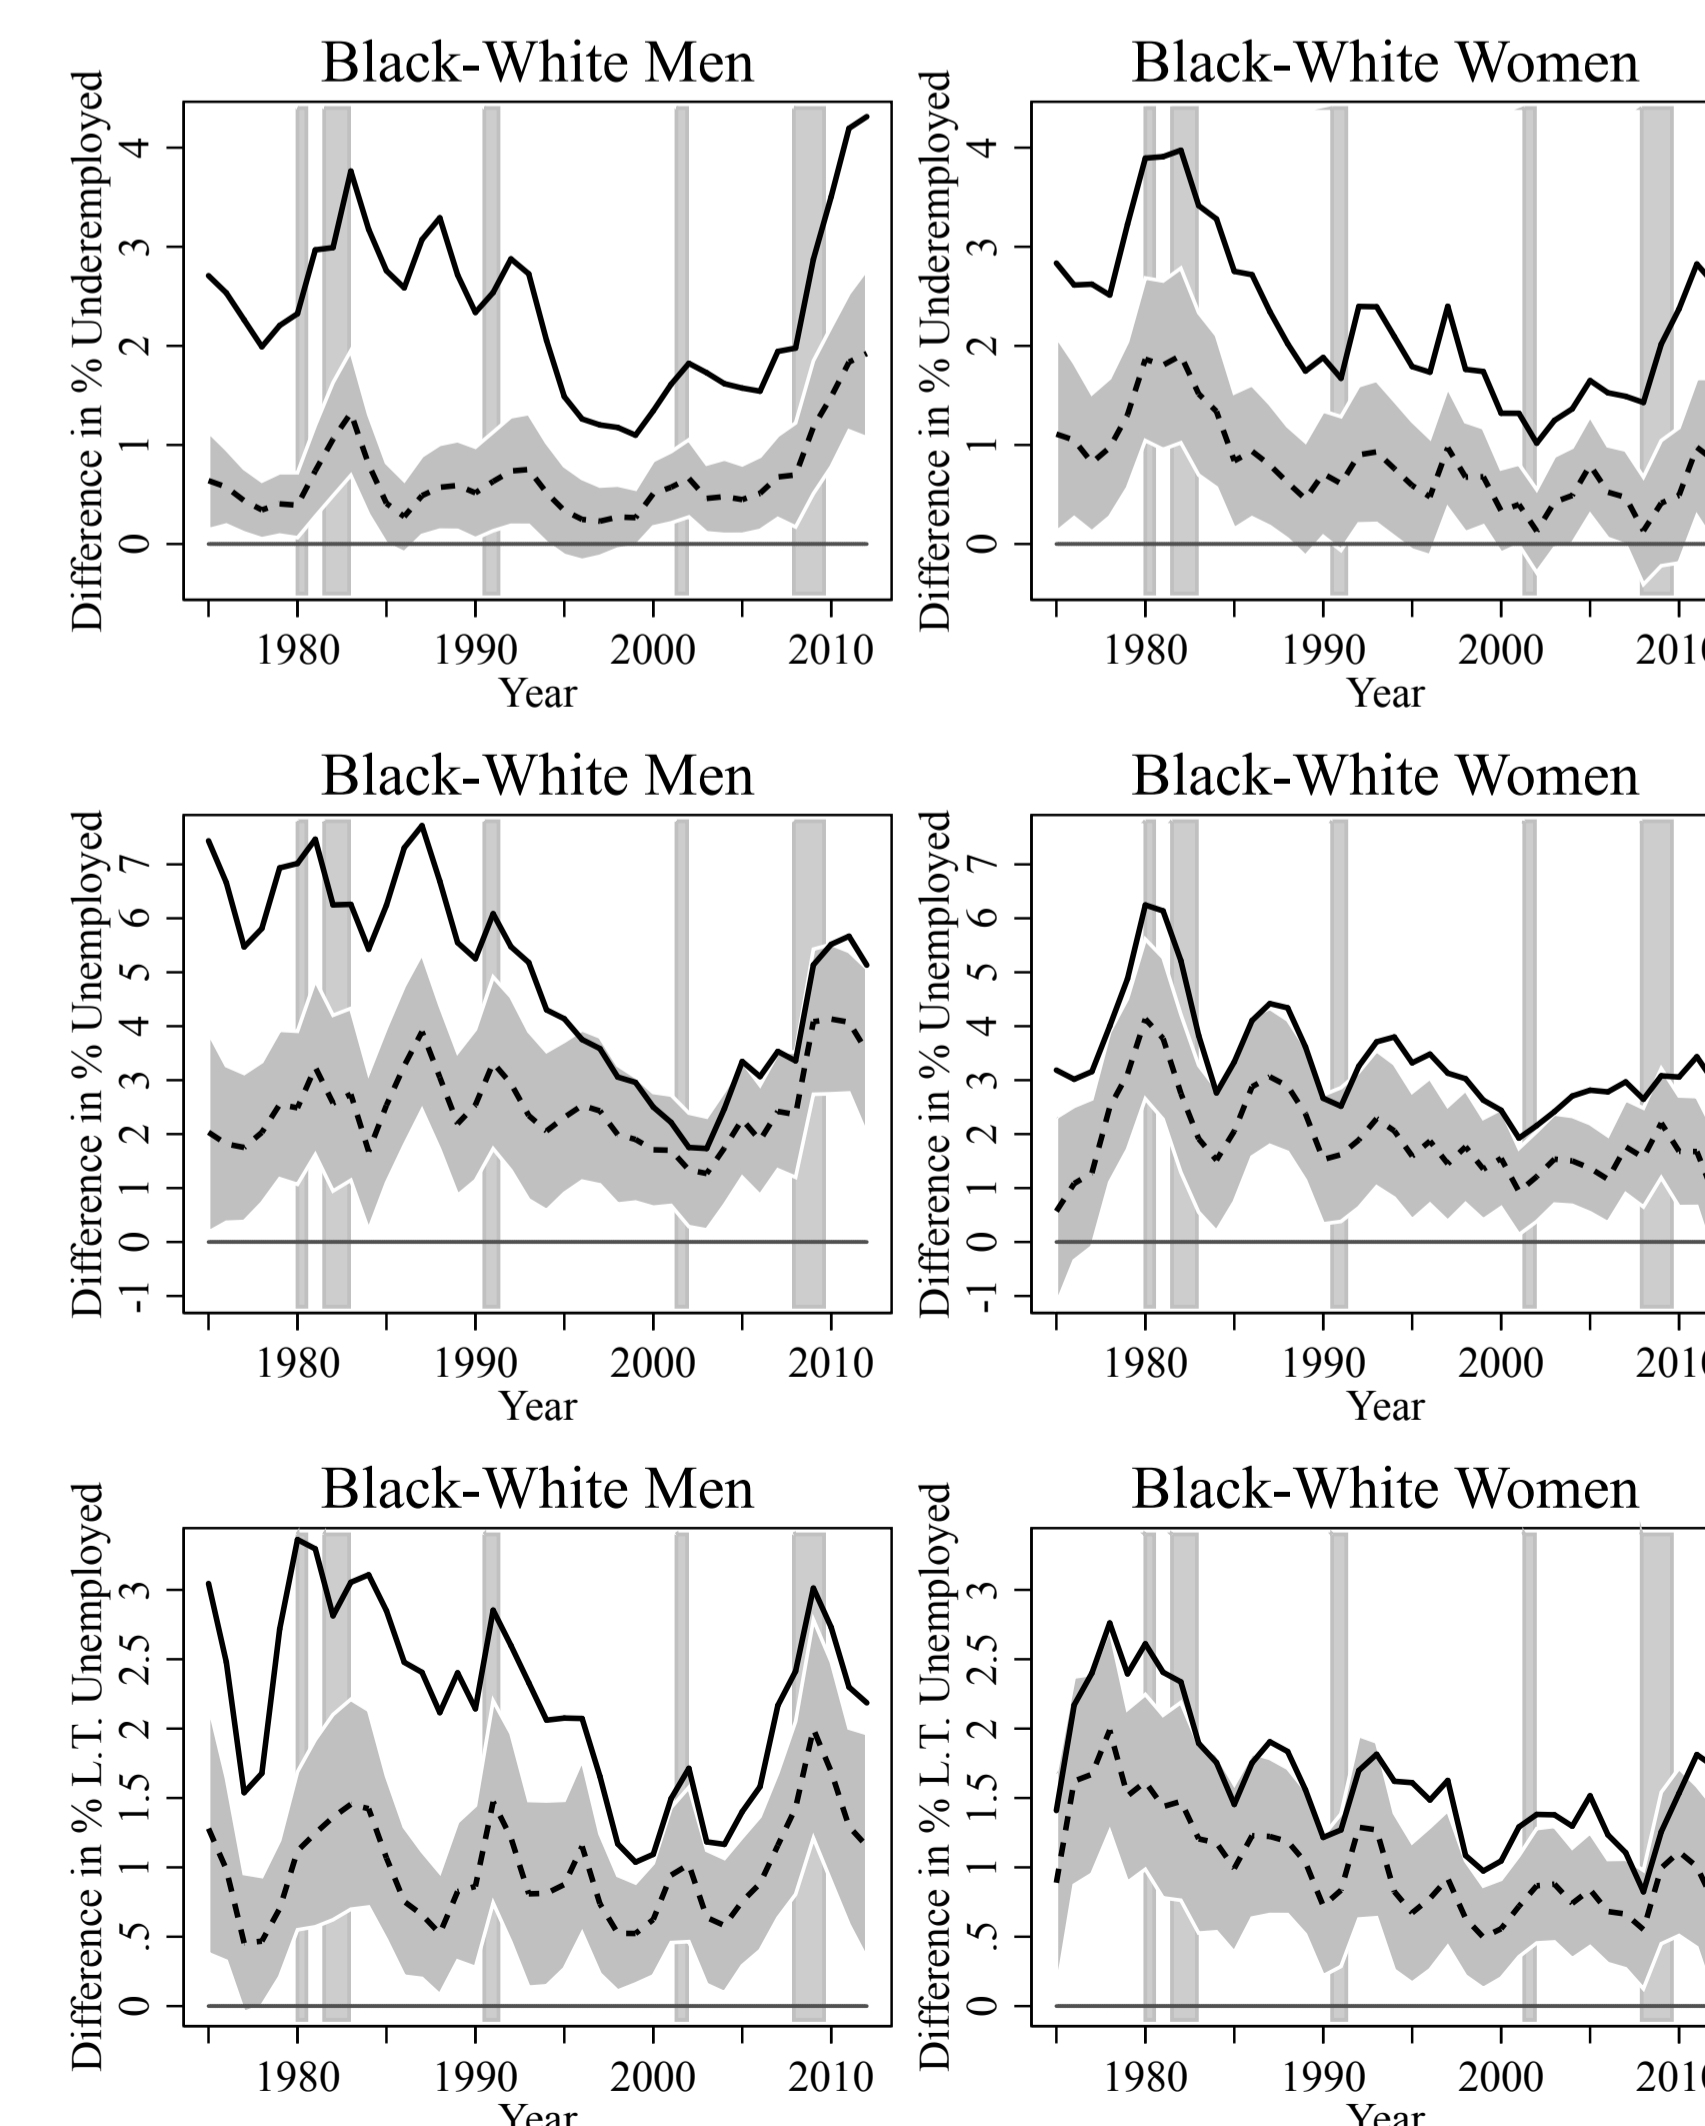 Black-White Men
Difference in % Underemployed
4
3
2
1
0
1980 1990 2000 2010
Year
Black-White Women
Difference in % Underemployed
4
3
2
1
0
1980 1990 2000 201
Year
Black-White Men
Difference in % Unemployed
7
6
5
4
3
2
1
0
-1
1980 1990 2000 2010
Year
Black-White Women
Difference in % Unemployed
7
6
5
4
3
2
1
0
-1
1980 1990 2000 201
Year
Black-White Men
Difference in % L.T. Unemployed
3
2.5
2
1.5
1
.5
0
1980 1990 2000 2010
Year
Black-White Women
Difference in % L.T. Unemployed
3
2.5
2
1.5
1
.5
0
1980 1990 2000 201
Year